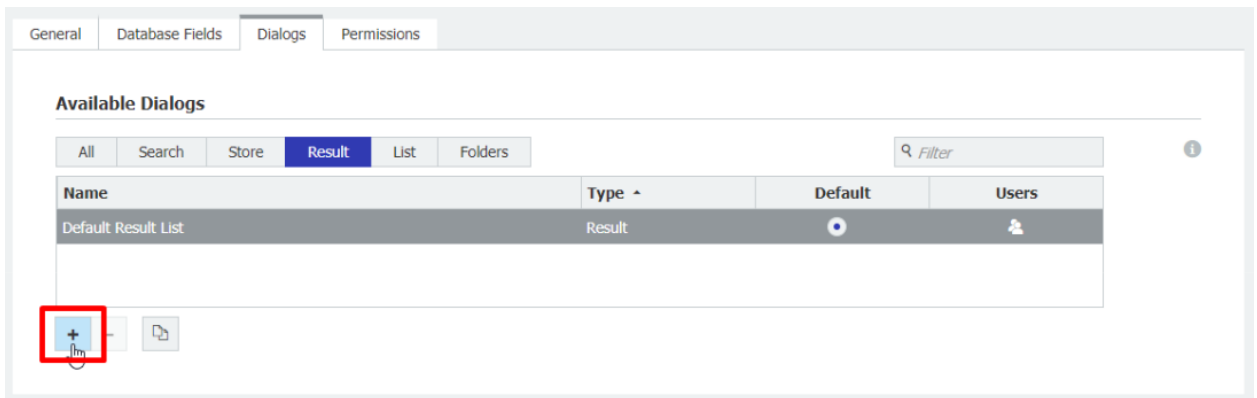 General Database Fields Dialogs Permissions
Available Dialogs
All Search Store Result List Folders Filter
Name Type Default Users
Default Result List Result